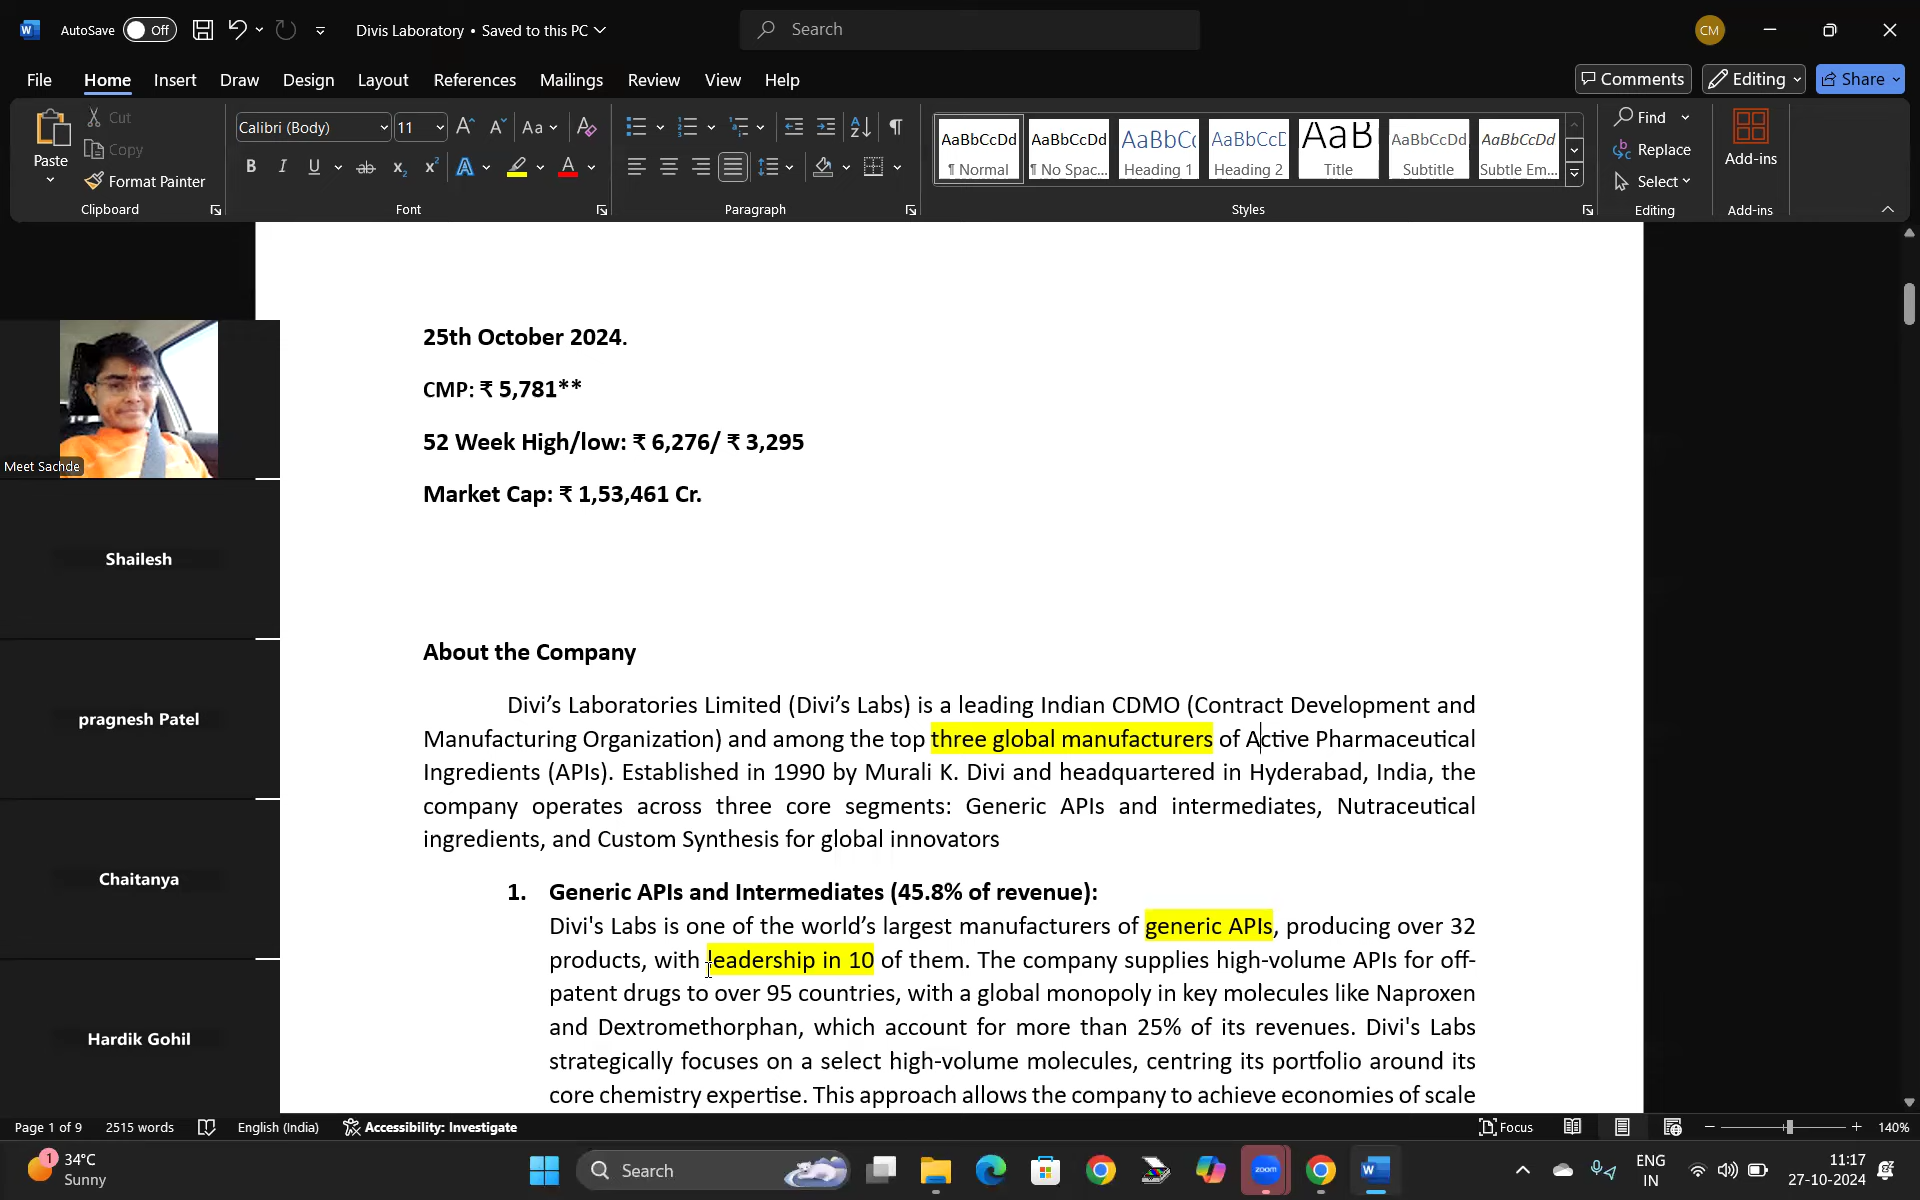 AutoSave Off Divis Laboratory • Saved to this PC Search CM
File Home Insert Draw Design Layout References Mailings Review View Help Comments Editing Share
Paste Cut Copy Format Painter Clipboard
Calibri (Body) 11 Aa Font
Paragraph
AaBbCcDd AaBbCcDd AaBbC AaBbCcD AaB AaBbCcDd AaBbCcDd
¶ Normal ¶ No Spac... Heading 1 Heading 2 Title Subtitle Subtle Em...
Styles
Find Replace Select Editing
Add-ins Add-ins
25th October 2024.
CMP: ₹ 5,781**
52 Week High/low: ₹ 6,276/ ₹ 3,295
Market Cap: ₹ 1,53,461 Cr.
About the Company
Divi’s Laboratories Limited (Divi’s Labs) is a leading Indian CDMO (Contract Development and
Manufacturing Organization) and among the top three global manufacturers of Active Pharmaceutical
Ingredients (APIs). Established in 1990 by Murali K. Divi and headquartered in Hyderabad, India, the
company operates across three core segments: Generic APIs and intermediates, Nutraceutical
ingredients, and Custom Synthesis for global innovators
1. Generic APIs and Intermediates (45.8% of revenue):
Divi's Labs is one of the world’s largest manufacturers of generic APIs, producing over 32
products, with leadership in 10 of them. The company supplies high-volume APIs for off-
patent drugs to over 95 countries, with a global monopoly in key molecules like Naproxen
and Dextromethorphan, which account for more than 25% of its revenues. Divi's Labs
strategically focuses on a select high-volume molecules, centring its portfolio around its
core chemistry expertise. This approach allows the company to achieve economies of scale
Meet Sachde
Shailesh
pragnesh Patel
Chaitanya
Hardik Gohil
Page 1 of 9 2515 words English (India) Accessibility: Investigate Focus 140%
1 34°C
Sunny
Search
zoom
ENG
IN
11:17
27-10-2024